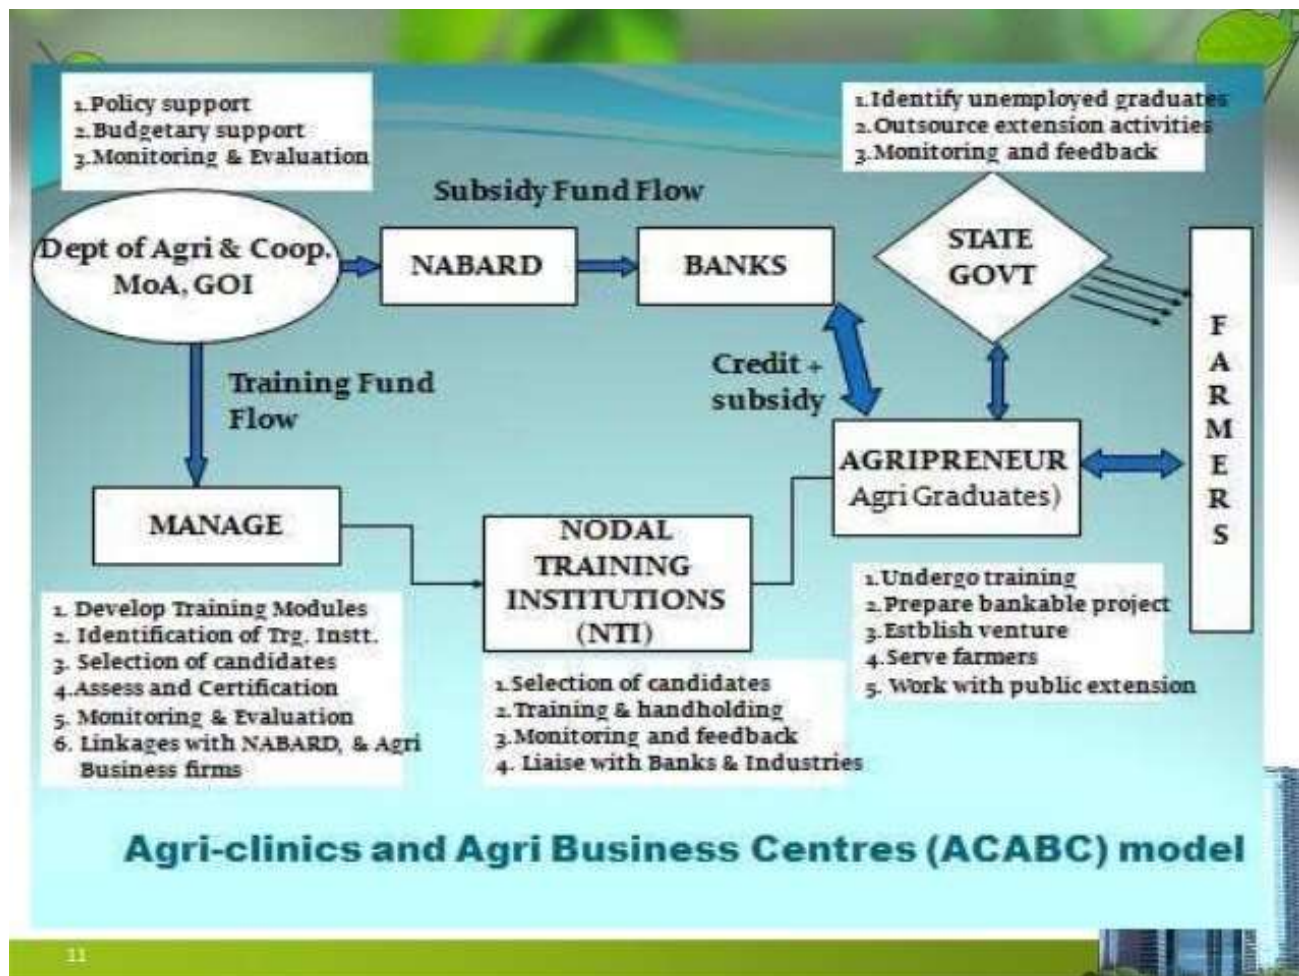 1.Policy support
2.Budgetary support
3.Monitoring & Evaluation
1.Identify unemployed graduates
2.Outsource extension activities
3.Monitoring and feedback
Subsidy Fund Flow
Dept of Agri & Coop.
MoA, GOI
NABARD
BANKS
STATE
GOVT
F
A
R
M
E
R
S
Training Fund
Flow
Credit +
subsidy
AGRIPRENEUR
Agri Graduates)
MANAGE
NODAL
TRAINING
INSTITUTIONS
(NTI)
1. Develop Training Modules
2. Identification of Trg. Instt.
3. Selection of candidates
4.Assess and Certification
5. Monitoring & Evaluation
6. Linkages with NABARD, & Agri
Business firms
1.Selection of candidates
2.Training & handholding
3.Monitoring and feedback
4. Liaise with Banks & Industries
1.Undergo training
2.Prepare bankable project
3.Estblish venture
4.Serve farmers
5. Work with public extension
Agri-clinics and Agri Business Centres (ACABC) model
11